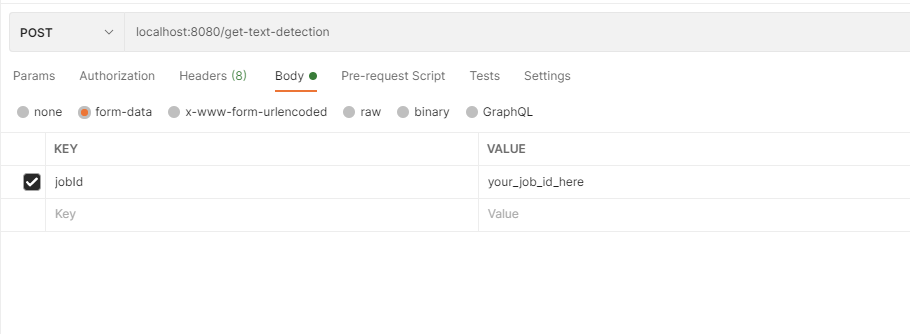 POST localhost:8080/get-text-detection
Params Authorization Headers (8) Body Pre-request Script Tests Settings
none form-data x-www-form-urlencoded raw binary GraphQL
KEY VALUE
jobId your_job_id_here
Key Value